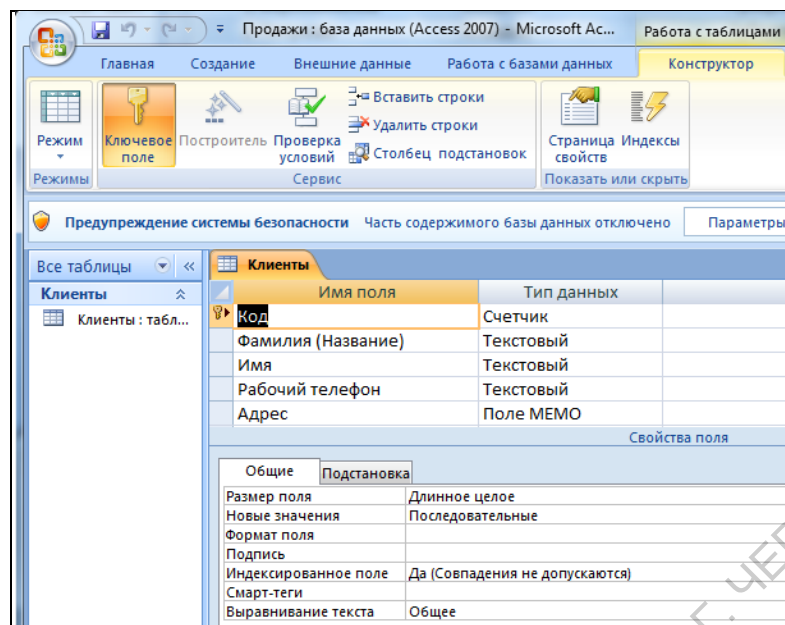 Продажи : база данных (Access 2007) - Microsoft Ac... Работа с таблицами
Главная Создание Внешние данные Работа с базами данных Конструктор
Режим
Ключевое поле
Построитель
Проверка условий
Вставить строки
Удалить строки
Столбец подстановок
Страница свойств
Индексы
Режимы Сервис Показать или скрыть
Предупреждение системы безопасности Часть содержимого базы данных отключено Параметры
Все таблицы «
Клиенты
Клиенты : табл...
Клиенты
Имя поля Тип данных
Код Счетчик
Фамилия (Название) Текстовый
Имя Текстовый
Рабочий телефон Текстовый
Адрес Поле МЕМО
Свойства поля
Общие Подстановка
Размер поля Длинное целое
Новые значения Последовательные
Формат поля
Подпись
Индексированное поле Да (Совпадения не допускаются)
Смарт-теги
Выравнивание текста Общее